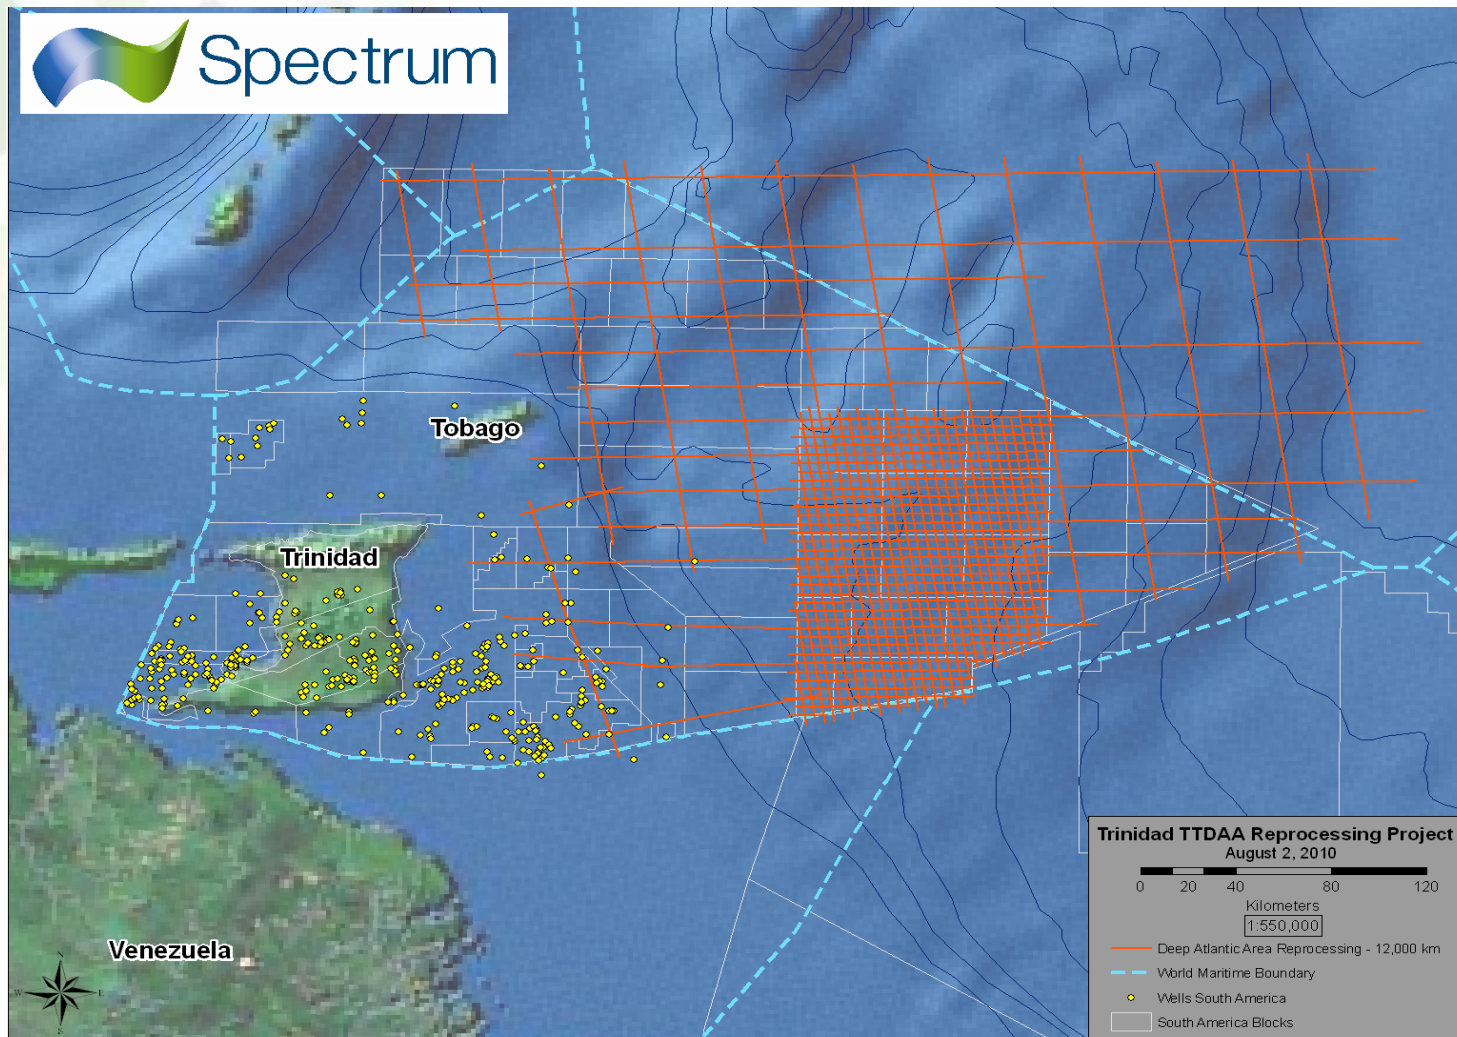 Spectrum
Tobago
Trinidad
Venezuela
N
W E
S
Trinidad TTDAA Reprocessing Project
August 2, 2010
0 20 40 80 120
Kilometers
1:550,000
Deep Atlantic Area Reprocessing - 12,000 km
World Maritime Boundary
Wells South America
South America Blocks